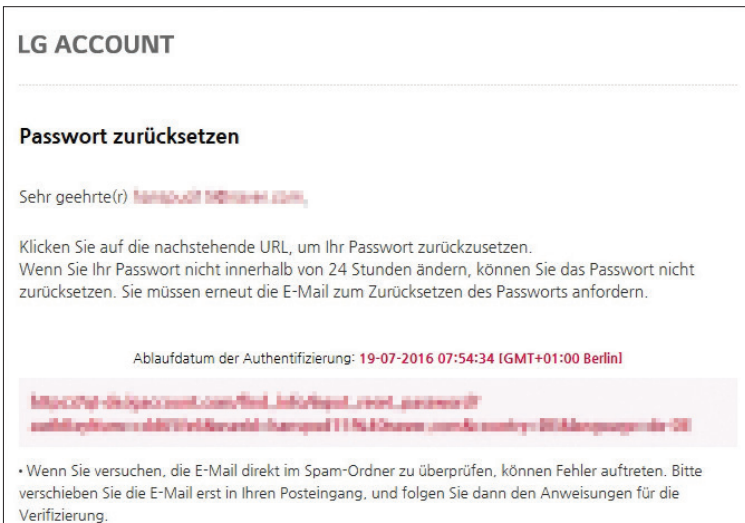 LG ACCOUNT
Passwort zurücksetzen
Sehr geehrte(r)
Klicken Sie auf die nachstehende URL, um Ihr Passwort zurückzusetzen.
Wenn Sie Ihr Passwort nicht innerhalb von 24 Stunden ändern, können Sie das Passwort nicht
zurücksetzen. Sie müssen erneut die E-Mail zum Zurücksetzen des Passworts anfordern.
Ablaufdatum der Authentifizierung: 19-07-2016 07:54:34 [GMT+01:00 Berlin]
• Wenn Sie versuchen, die E-Mail direkt im Spam-Ordner zu überprüfen, können Fehler auftreten. Bitte
verschieben Sie die E-Mail erst in Ihren Posteingang, und folgen Sie dann den Anweisungen für die
Verifizierung.